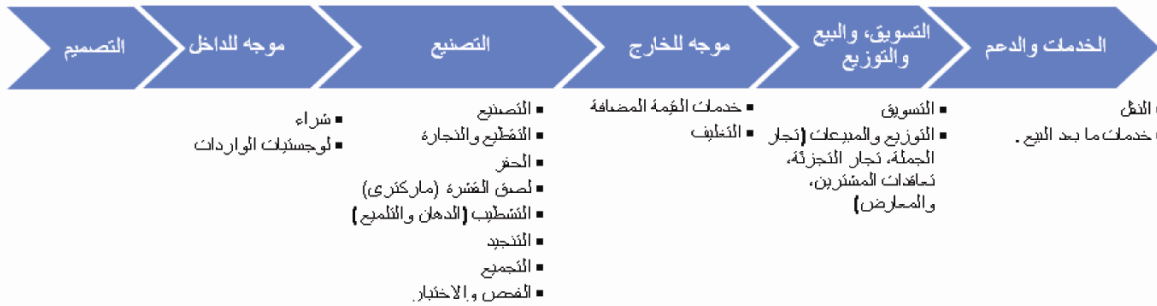 التصميم
موجه للداخل
التصنيع
موجه للخارج
التسويق، والبيع
والتوزيع
الخدمات والدعم
▪ شراء
▪ لوجستيات الواردات
▪ التصنيع
▪ التقطيع والنجارة
▪ الحفر
▪ لصق القشرة (ماركترى)
▪ التشطيب (الدهان والتلميع)
▪ التنجيد
▪ التجميع
▪ الفحص والاختبار
▪ خدمات القيمة المضافة
▪ التغليف
▪ التسويق
▪ التوزيع والمبيعات (تجار
الجملة، تجار التجزئة،
تعاقدات المشترين،
والمعارض)
النقل
خدمات ما بعد البيع .